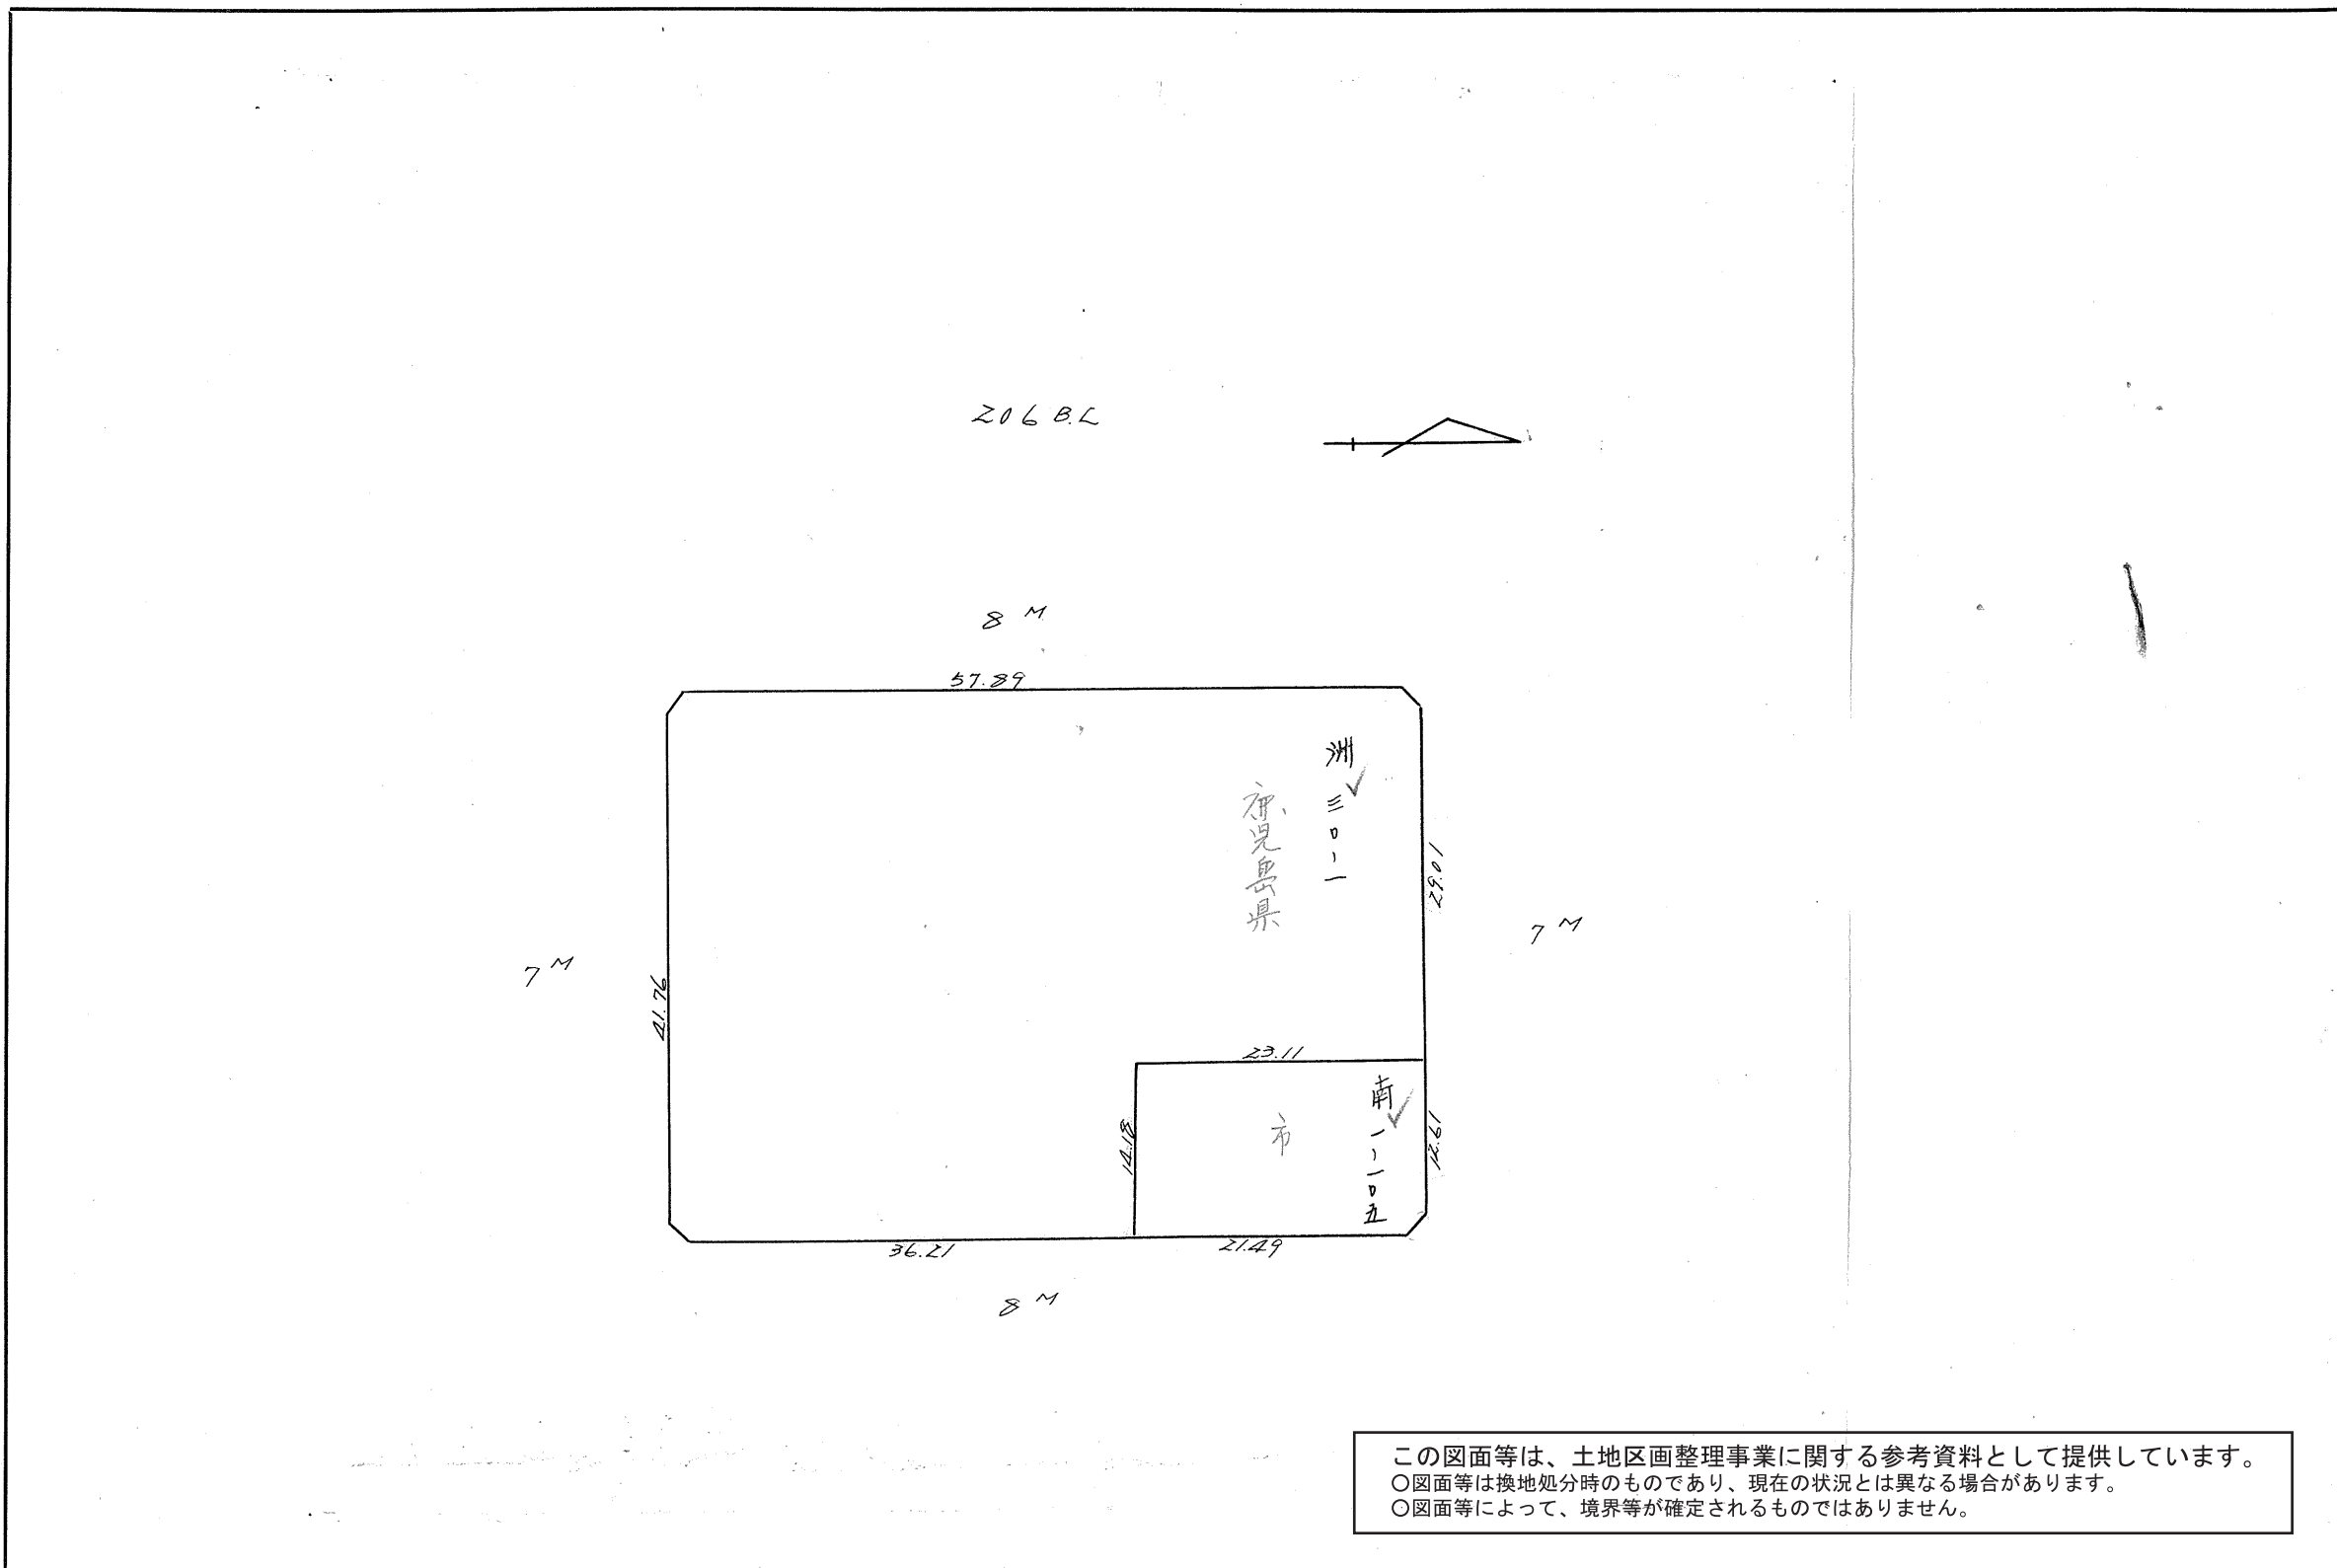 206 B.L
8 M
57.89
洲 三〇-一
鹿児島県
29.01
7 M
7 M
41.76
23.11
南 一-一〇五
市
14.18
12.61
36.21
21.49
8 M
この図面等は、土地区画整理事業に関する参考資料として提供しています。
〇図面等は換地処分時のものであり、現在の状況とは異なる場合があります。
〇図面等によって、境界等が確定されるものではありません。